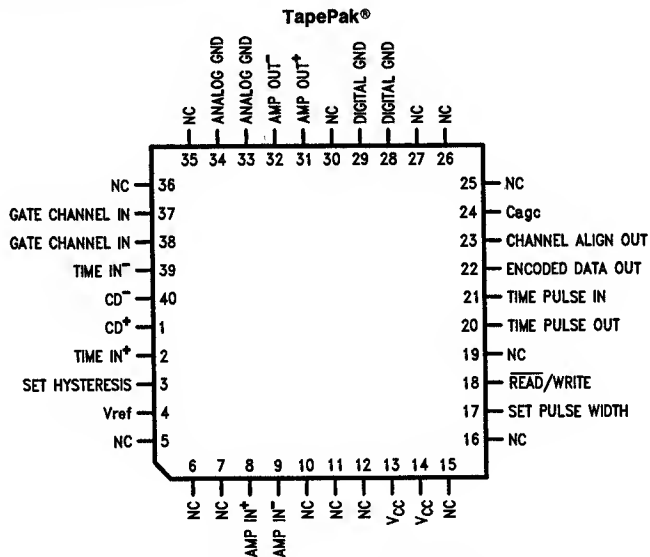 TapePak®
NC
ANALOG GND
ANALOG GND
AMP OUT⁻
AMP OUT⁺
NC
DIGITAL GND
DIGITAL GND
NC
NC
35 34 33 32 31 30 29 28 27 26
NC 36
GATE CHANNEL IN 37
GATE CHANNEL IN 38
TIME IN⁻ 39
CD⁻ 40
CD⁺ 1
TIME IN⁺ 2
SET HYSTERESIS 3
Vref 4
NC 5
25 NC
24 Cagc
23 CHANNEL ALIGN OUT
22 ENCODED DATA OUT
21 TIME PULSE IN
20 TIME PULSE OUT
19 NC
18 READ/WRITE
17 SET PULSE WIDTH
16 NC
6 7 8 9 10 11 12 13 14 15
NC
NC
AMP IN⁺
AMP IN⁻
NC
NC
NC
VCC
VCC
NC